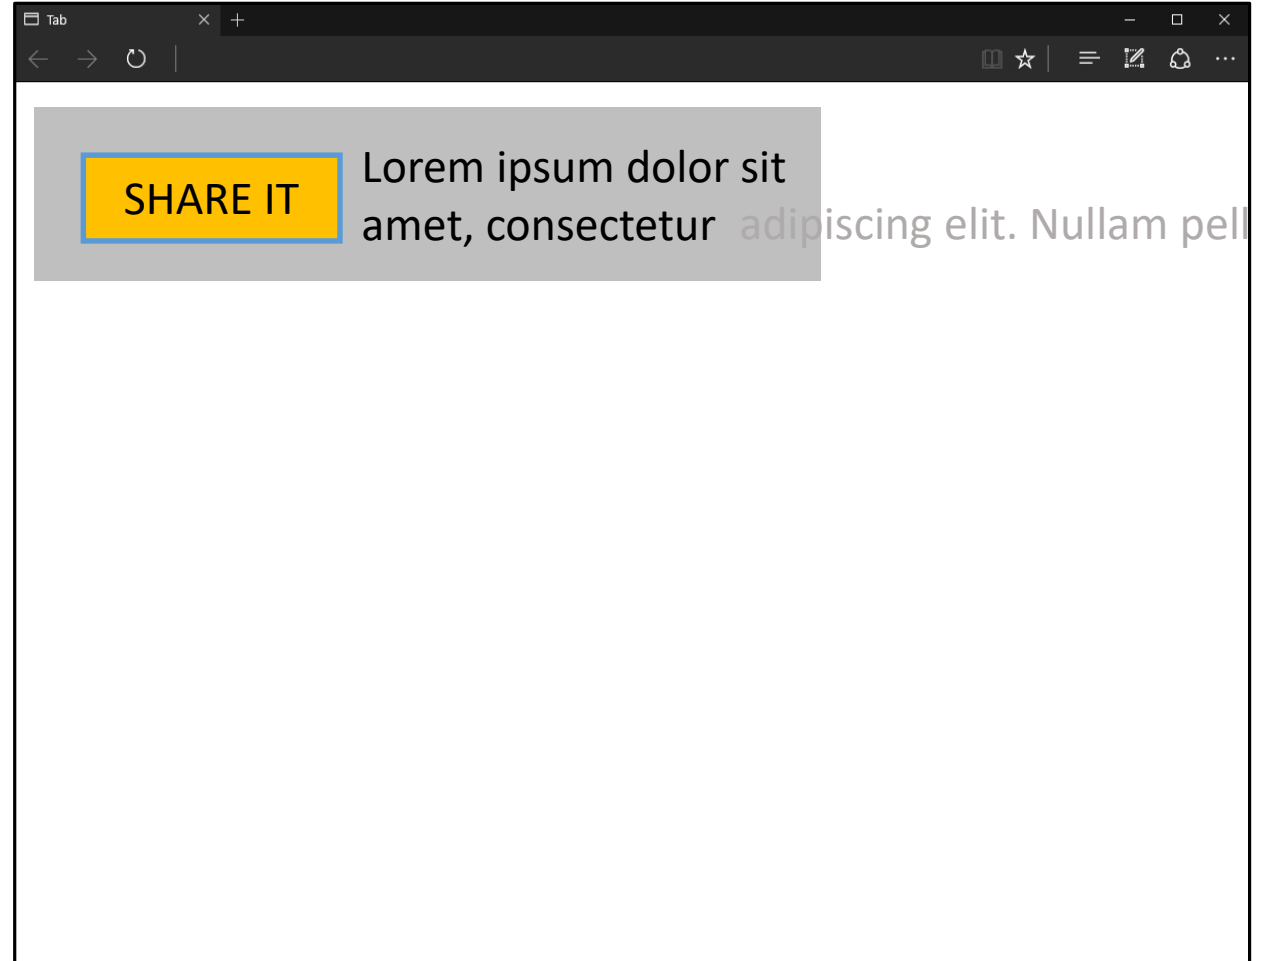 Tab
SHARE IT
Lorem ipsum dolor sit
amet, consectetur adipiscing elit. Nullam pell